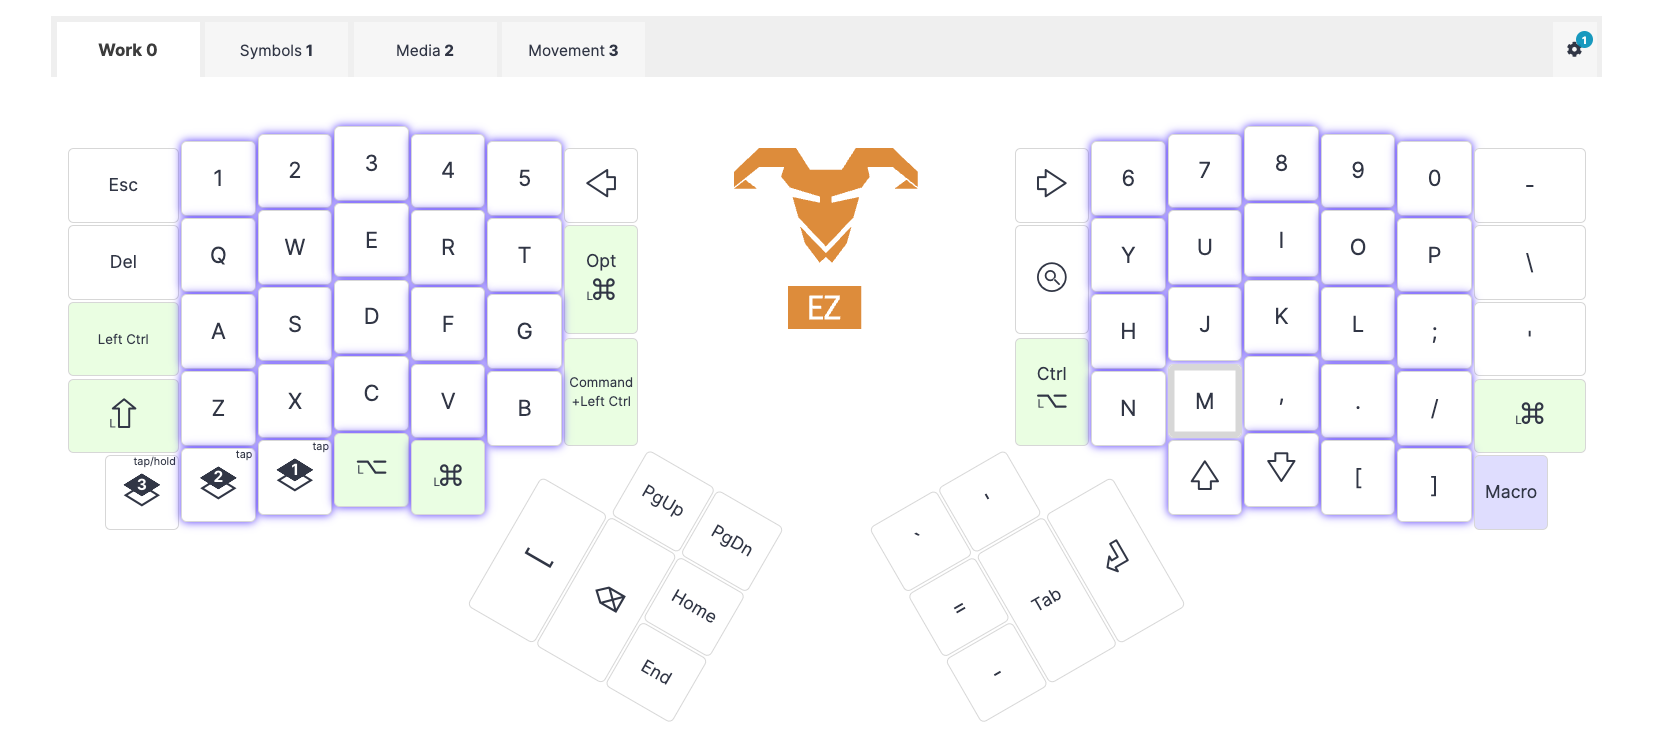 Work 0
Symbols 1
Media 2
Movement 3
1
Esc
1
2
3
4
5
6
7
8
9
0
-
Del
Q
W
E
R
T
Opt
L
Y
U
I
O
P
\
Left Ctrl
A
S
D
F
G
H
J
K
L
;
'
L
Z
X
C
V
B
Command
+Left Ctrl
Ctrl
L
N
M
,
.
/
L
tap/hold
3
tap
2
tap
1
L
L
[
]
Macro
EZ
PgUp
PgDn
Home
End
`
'
=
Tab
-